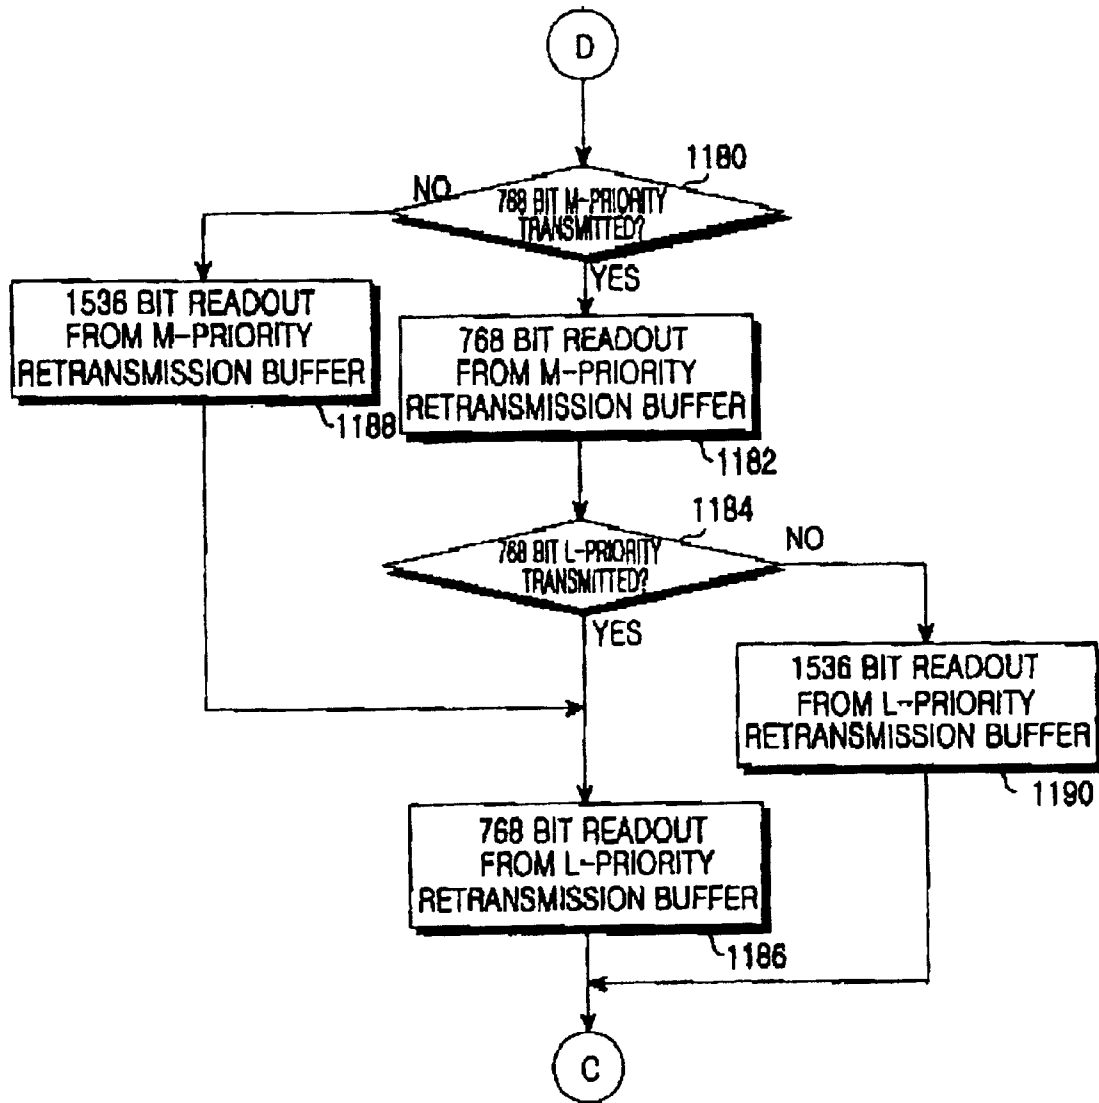 D
1180
NO
768 BIT M-PRIORITY
TRANSMITTED?
YES
1536 BIT READOUT
FROM M-PRIORITY
RETRANSMISSION BUFFER
1188
768 BIT READOUT
FROM M-PRIORITY
RETRANSMISSION BUFFER
1182
1184
768 BIT L-PRIORITY
TRANSMITTED?
NO
YES
1536 BIT READOUT
FROM L-PRIORITY
RETRANSMISSION BUFFER
1190
768 BIT READOUT
FROM L-PRIORITY
RETRANSMISSION BUFFER
1186
C